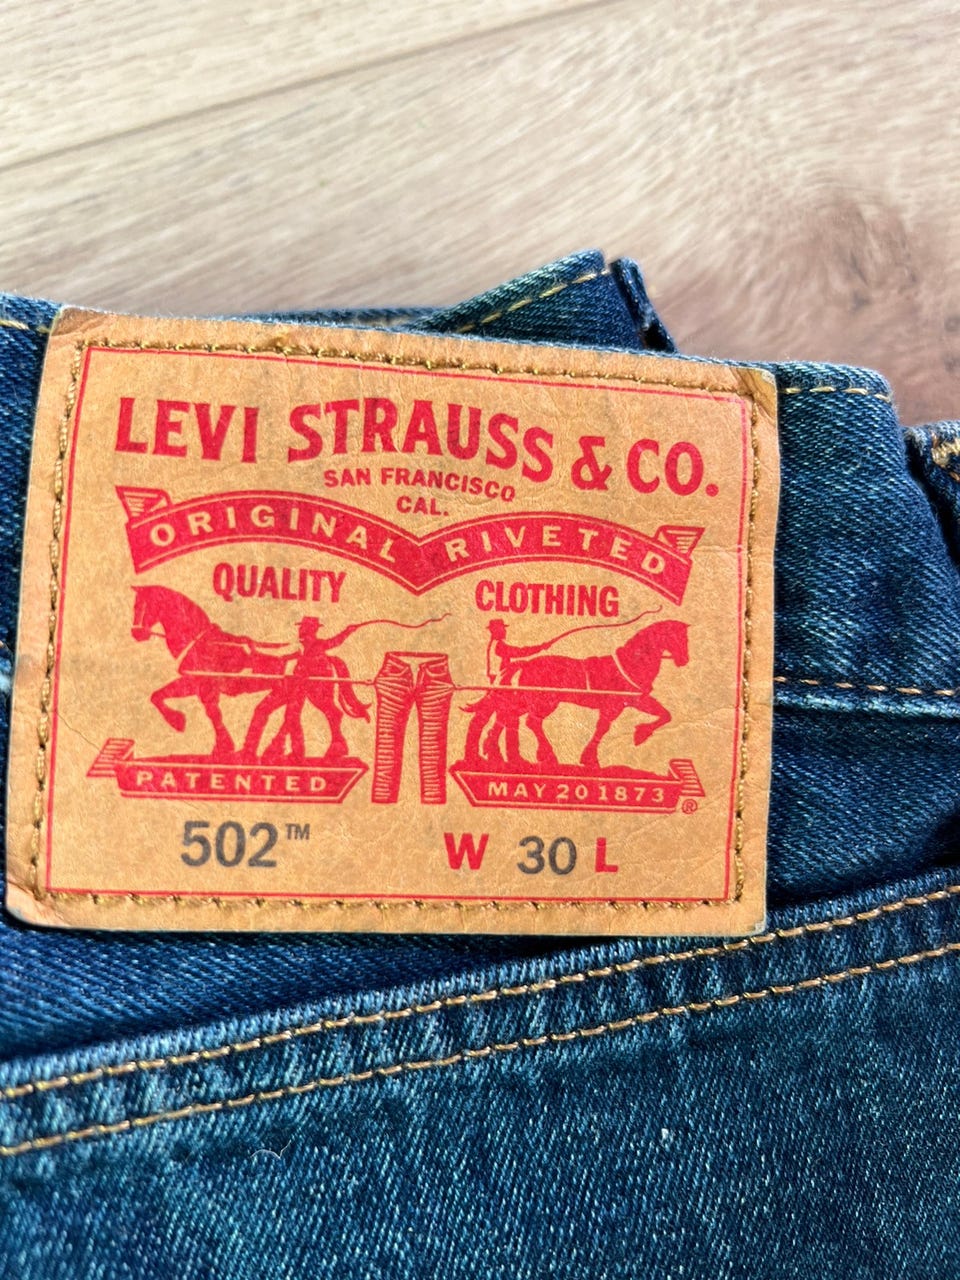 LEVI STRAUSS & CO.
SAN FRANCISCO
CAL.
ORIGINAL RIVETED
QUALITY CLOTHING
PATENTED MAY 20 1873 ®
502™ W 30 L